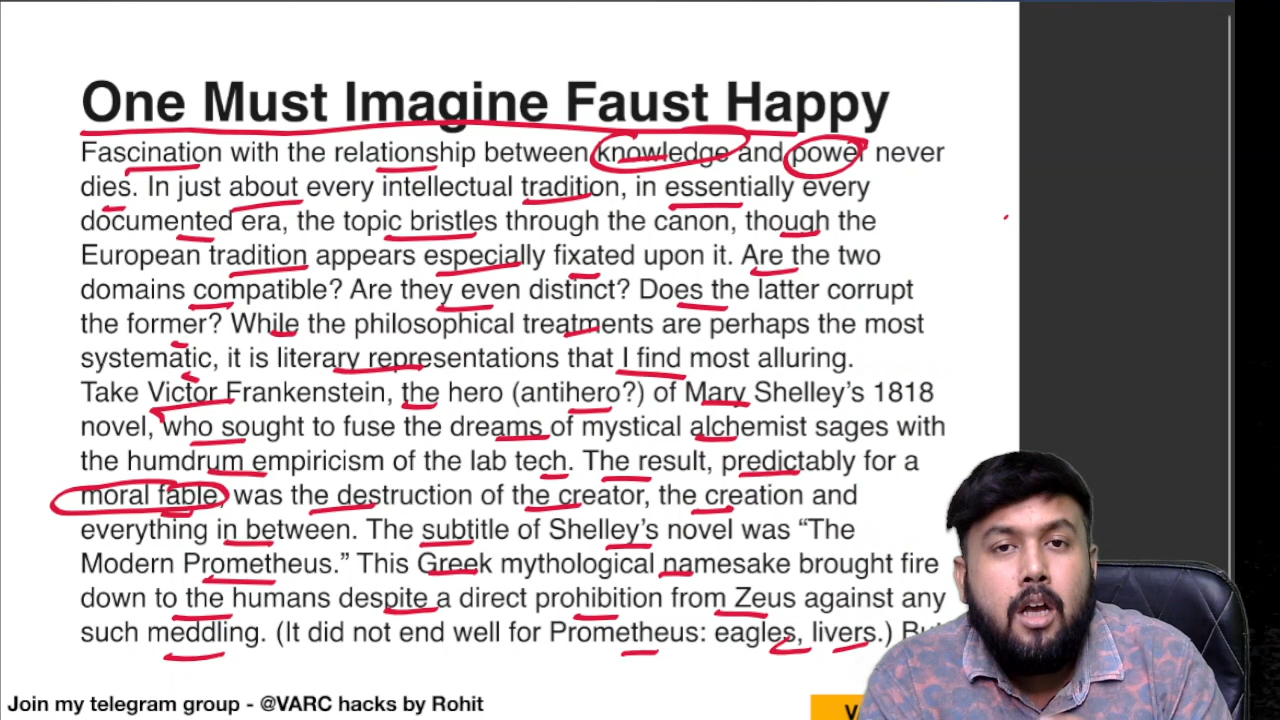 One Must Imagine Faust Happy
Fascination with the relationship between knowledge and power never
dies. In just about every intellectual tradition, in essentially every
documented era, the topic bristles through the canon, though the
European tradition appears especially fixated upon it. Are the two
domains compatible? Are they even distinct? Does the latter corrupt
the former? While the philosophical treatments are perhaps the most
systematic, it is literary representations that I find most alluring.
Take Victor Frankenstein, the hero (antihero?) of Mary Shelley’s 1818
novel, who sought to fuse the dreams of mystical alchemist sages with
the humdrum empiricism of the lab tech. The result, predictably for a
moral fable, was the destruction of the creator, the creation and
everything in between. The subtitle of Shelley’s novel was “The
Modern Prometheus.” This Greek mythological namesake brought fire
down to the humans despite a direct prohibition from Zeus against any
such meddling. (It did not end well for Prometheus: eagles, livers.)
Join my telegram group - @VARC hacks by Rohit